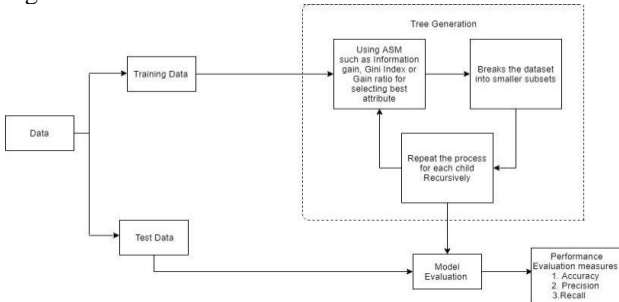 Tree Generation
Using ASM
such as Information
gain, Gini Index or
Gain ratio for
selecting best
attribute
Breaks the dataset
into smaller subsets
Training Data
Data
Repeat the process
for each child
Recursively
Test Data
Model
Evaluation
Performance
Evaluation measures
1. Accuracy
2. Precision
3.Recall